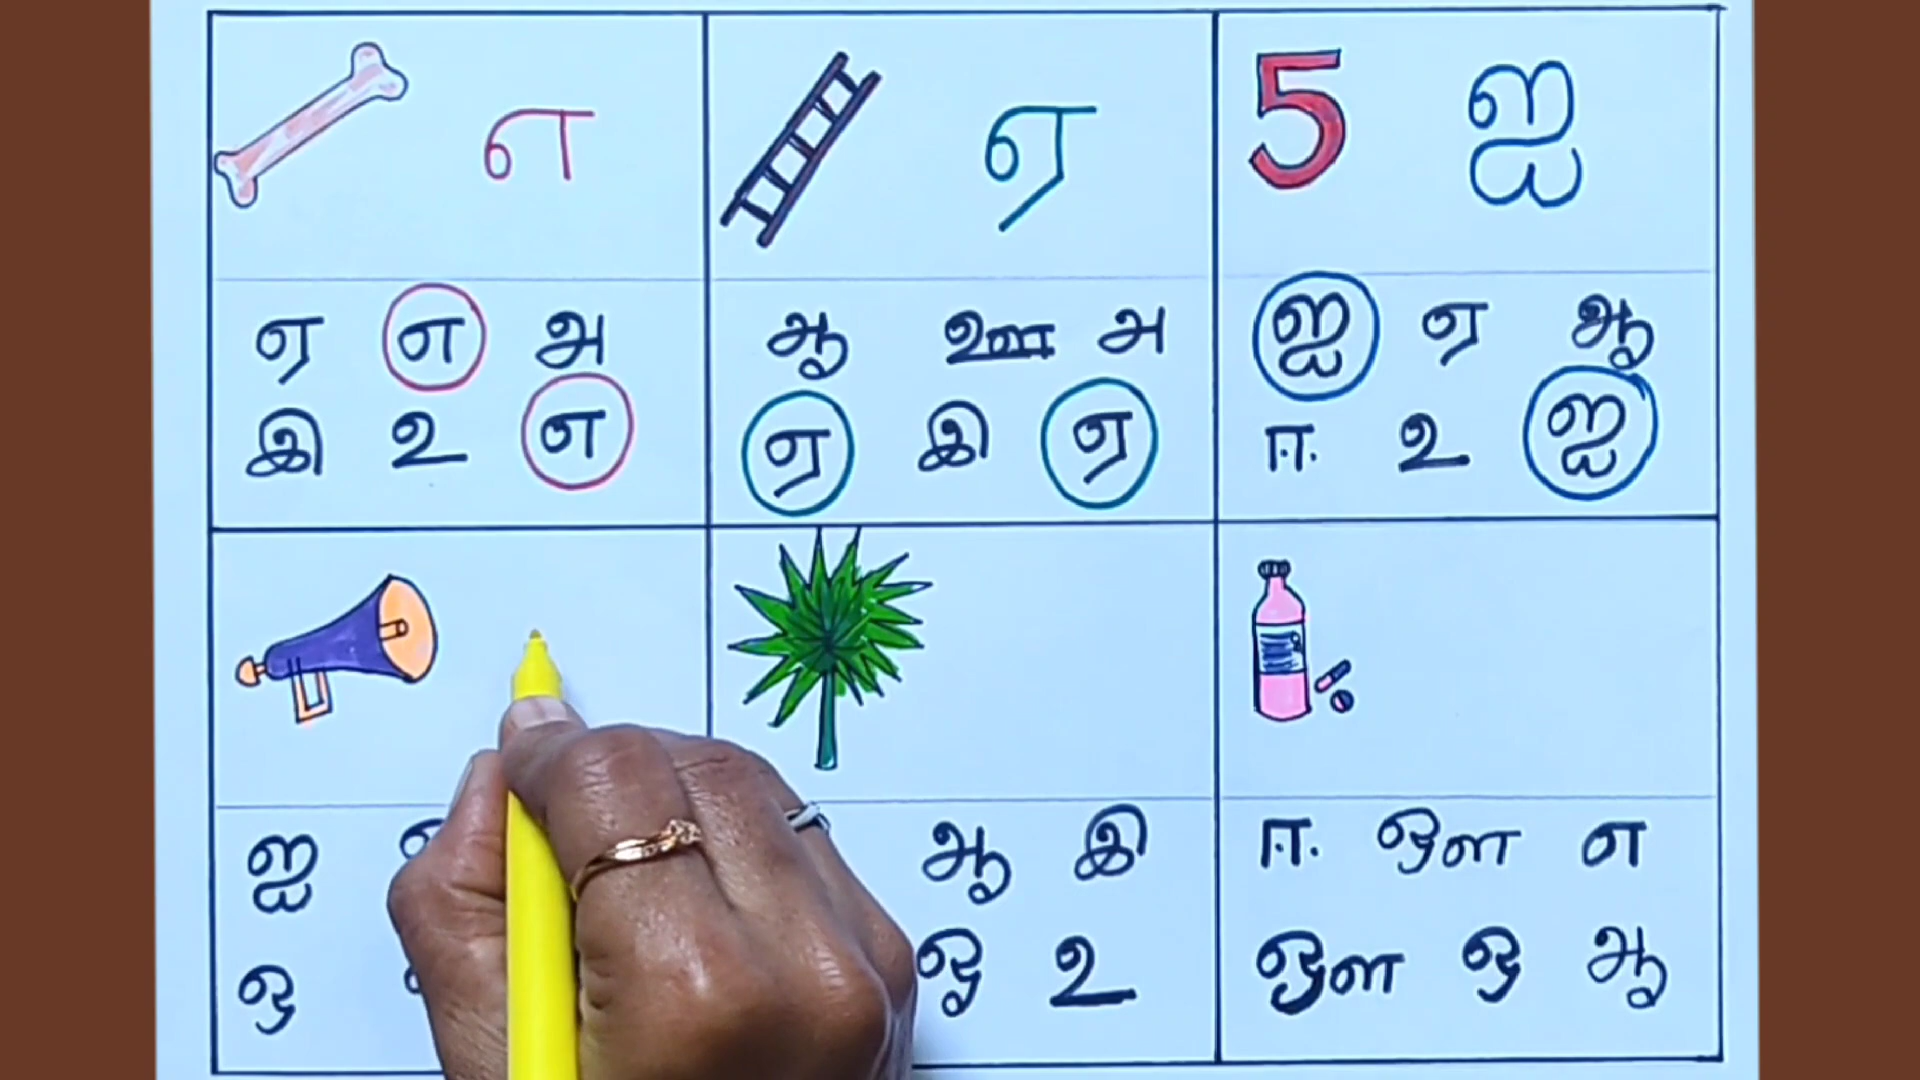 எ
ஏ
5 ஐ
ஏ எ அ
இ உ எ
ஆ ஊ அ
ஏ இ ஏ
ஐ ஏ ஆ
ஈ உ ஐ
ஐ
ஒ
ஆ இ
ஓ உ
ஈ ஔ எ
ஔ ஒ ஆ